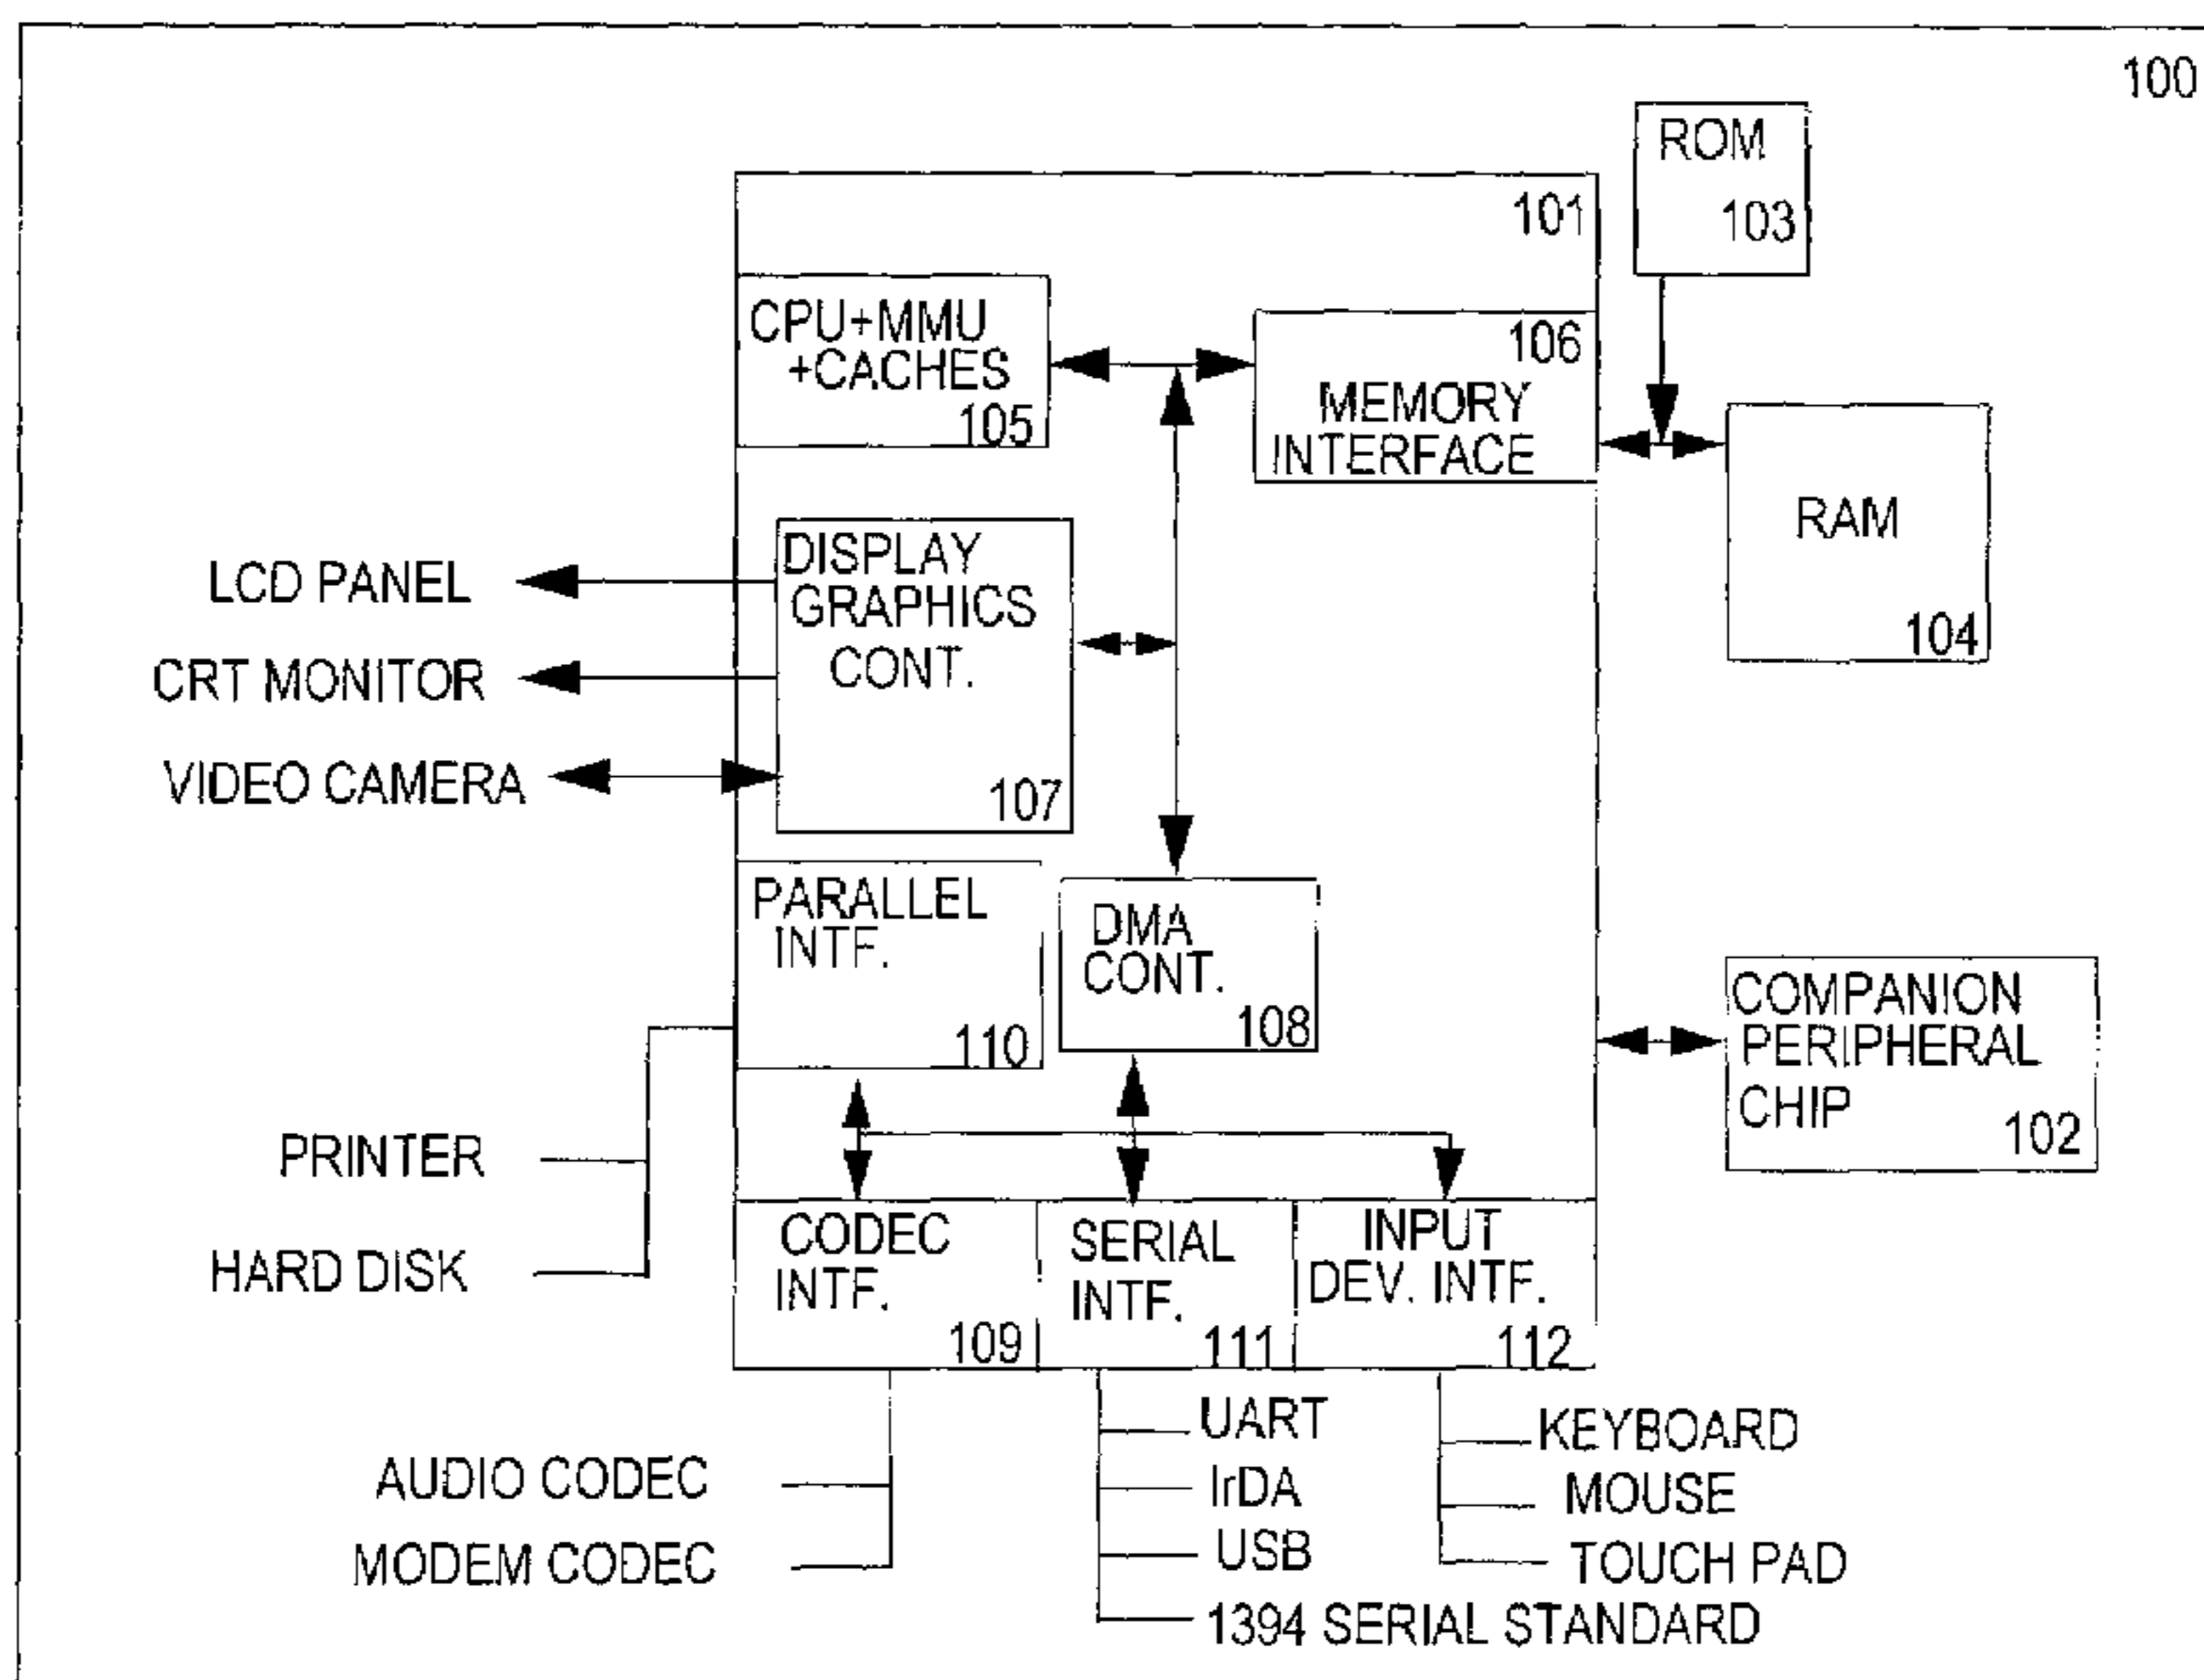 100
ROM
103
101
CPU+MMU
+CACHES
105
106
MEMORY
INTERFACE
RAM
104
LCD PANEL
CRT MONITOR
VIDEO CAMERA
DISPLAY
GRAPHICS
CONT.
107
PARALLEL
INTF.
110
DMA
CONT.
108
COMPANION
PERIPHERAL
CHIP
102
PRINTER
HARD DISK
CODEC
INTF.
109
SERIAL
INTF.
111
INPUT
DEV. INTF.
112
AUDIO CODEC
MODEM CODEC
UART
IrDA
USB
1394 SERIAL STANDARD
KEYBOARD
MOUSE
TOUCH PAD